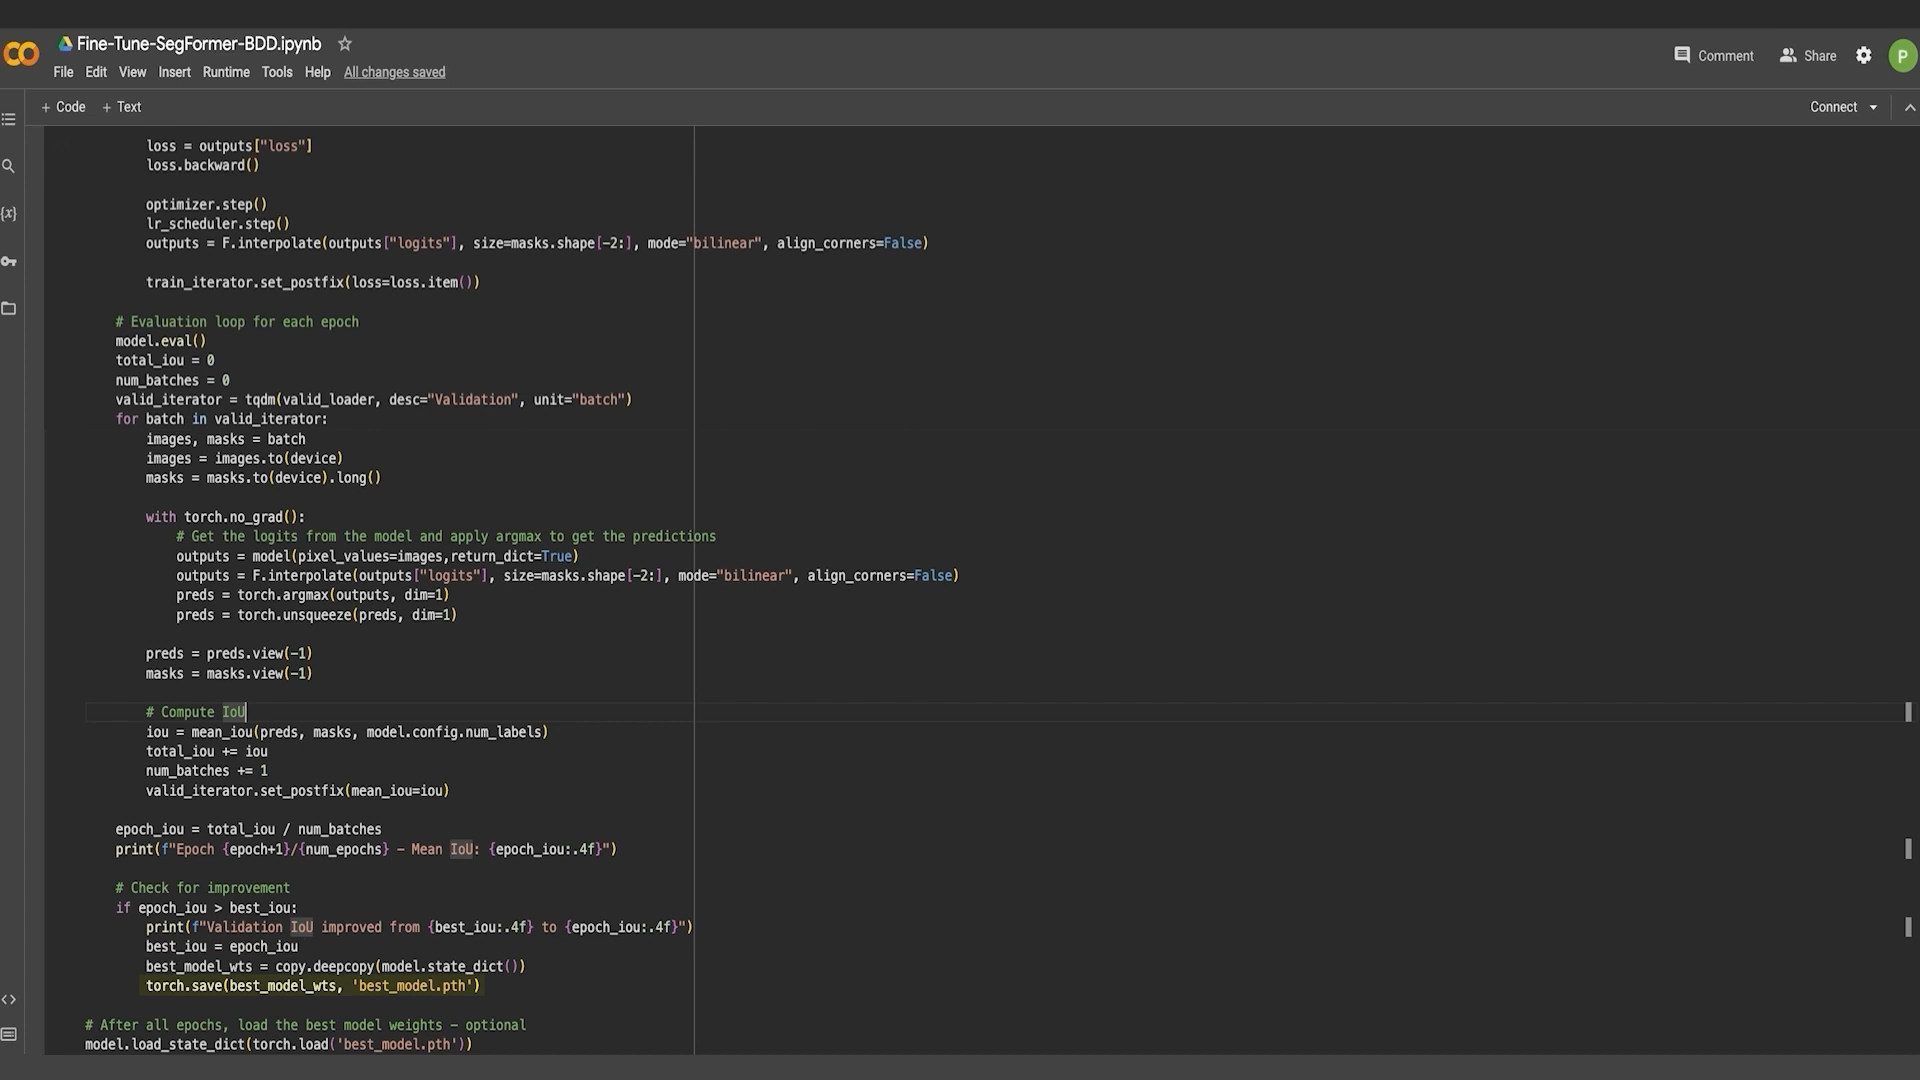 Fine-Tune-SegFormer-BDD.ipynb
File Edit View Insert Runtime Tools Help All changes saved
Comment Share P
+ Code + Text Connect
loss = outputs["loss"]
loss.backward()
optimizer.step()
lr_scheduler.step()
outputs = F.interpolate(outputs["logits"], size=masks.shape[-2:], mode="bilinear", align_corners=False)
train_iterator.set_postfix(loss=loss.item())
# Evaluation loop for each epoch
model.eval()
total_iou = 0
num_batches = 0
valid_iterator = tqdm(valid_loader, desc="Validation", unit="batch")
for batch in valid_iterator:
images, masks = batch
images = images.to(device)
masks = masks.to(device).long()
with torch.no_grad():
# Get the logits from the model and apply argmax to get the predictions
outputs = model(pixel_values=images,return_dict=True)
outputs = F.interpolate(outputs["logits"], size=masks.shape[-2:], mode="bilinear", align_corners=False)
preds = torch.argmax(outputs, dim=1)
preds = torch.unsqueeze(preds, dim=1)
preds = preds.view(-1)
masks = masks.view(-1)
# Compute IoU
iou = mean_iou(preds, masks, model.config.num_labels)
total_iou += iou
num_batches += 1
valid_iterator.set_postfix(mean_iou=iou)
epoch_iou = total_iou / num_batches
print(f"Epoch {epoch+1}/{num_epochs} - Mean IoU: {epoch_iou:.4f}")
# Check for improvement
if epoch_iou > best_iou:
print(f"Validation IoU improved from {best_iou:.4f} to {epoch_iou:.4f}")
best_iou = epoch_iou
best_model_wts = copy.deepcopy(model.state_dict())
torch.save(best_model_wts, 'best_model.pth')
# After all epochs, load the best model weights - optional
model.load_state_dict(torch.load('best_model.pth'))